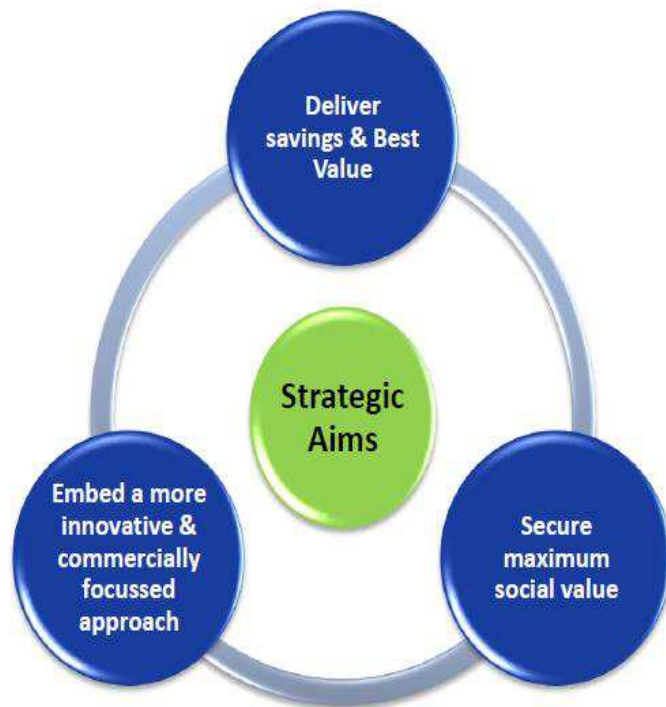 Deliver
savings & Best
Value
Strategic
Aims
Embed a more
innovative &
commercially
focussed
approach
Secure
maximum
social value